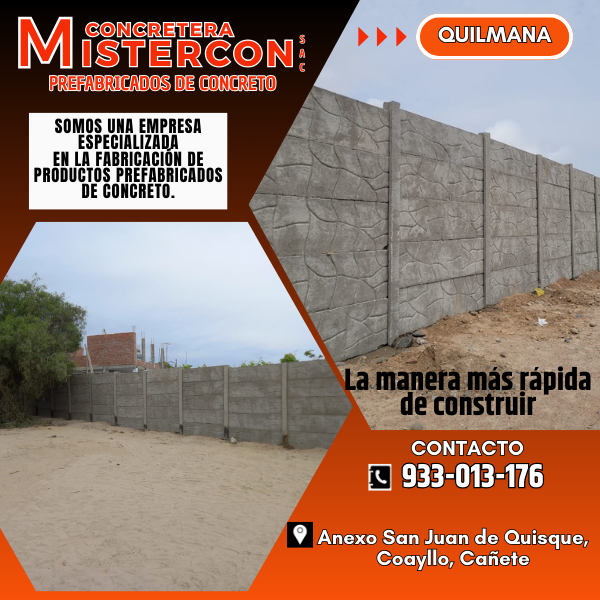 CONCRETERA
MISTERCON
SAC
PREFABRICADOS DE CONCRETO
QUILMANA
SOMOS UNA EMPRESA
ESPECIALIZADA
EN LA FABRICACIÓN DE
PRODUCTOS PREFABRICADOS
DE CONCRETO.
La manera más rápida
de construir
CONTACTO
933-013-176
Anexo San Juan de Quisque,
Coayllo, Cañete